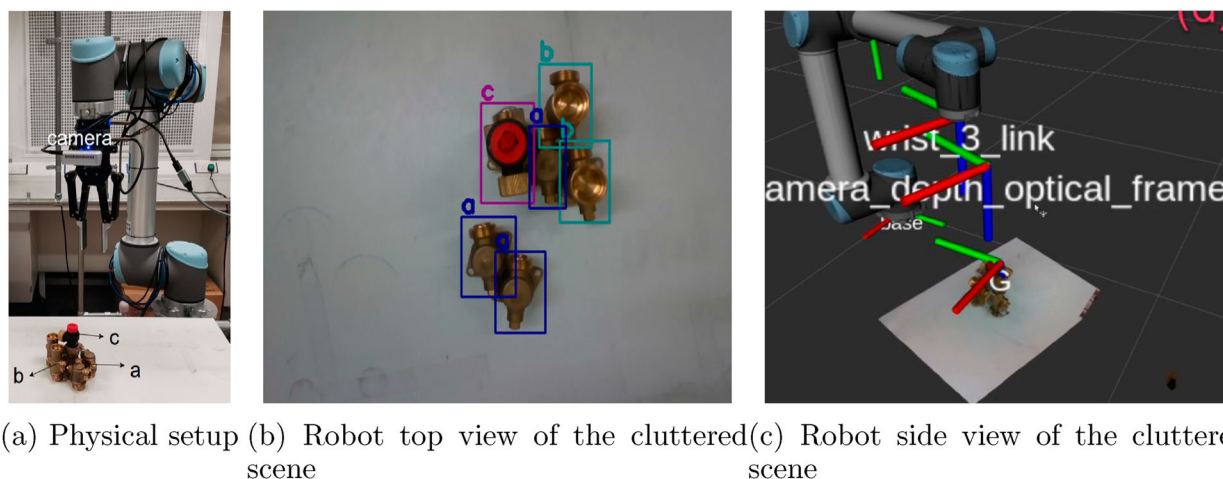 camera
c
b
a
b
c
a
b
a
a
(d
wrist_3_link
amera_depth_optical_frame
base
G
(a) Physical setup
(b) Robot top view of the cluttered
scene
(c) Robot side view of the cluttere
scene